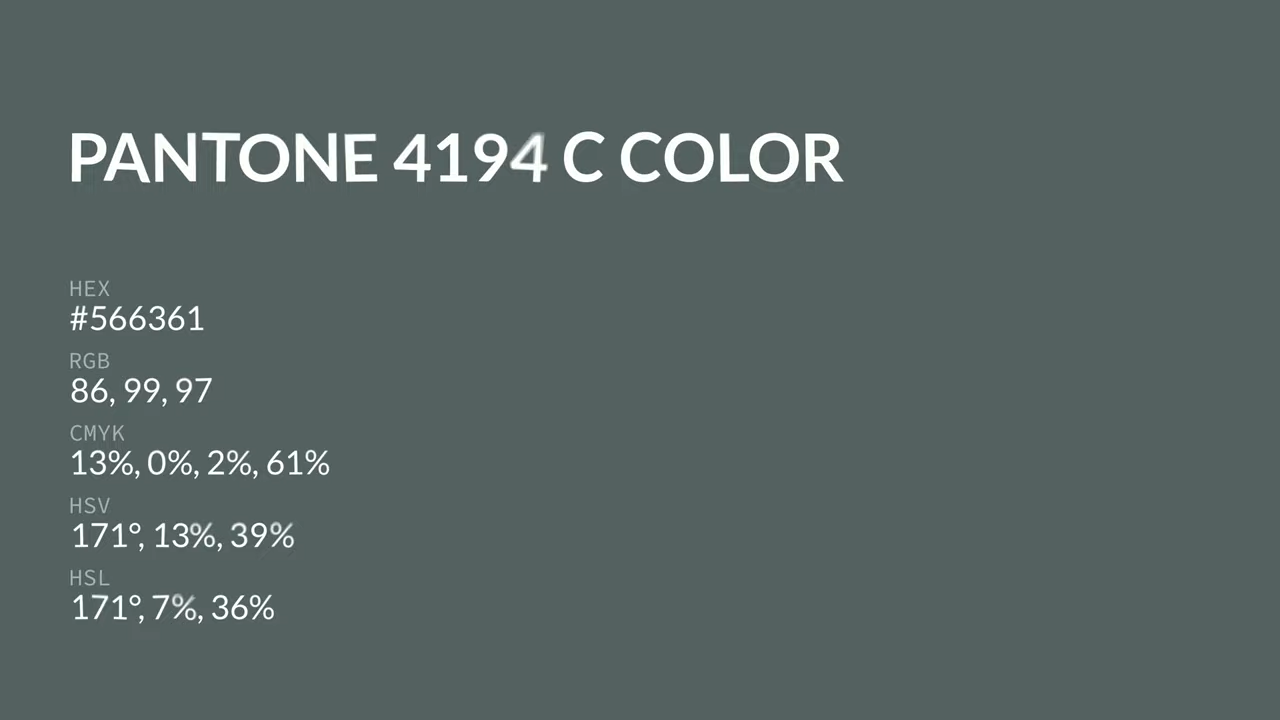 PANTONE 4194 C COLOR
HEX
#566361
RGB
86, 99, 97
CMYK
13%, 0%, 2%, 61%
HSV
171°, 13%, 39%
HSL
171°, 7%, 36%